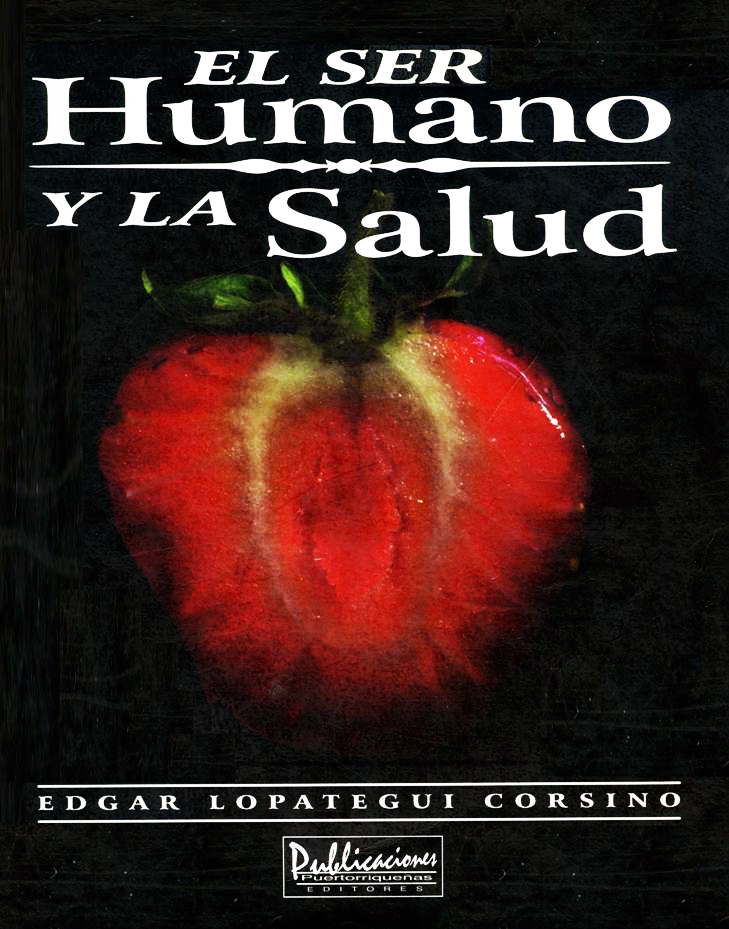 EL SER
Humano
Y LA Salud
EDGAR LOPATEGUI CORSINO
Publicaciones
Puertorriqueñas
EDITORES